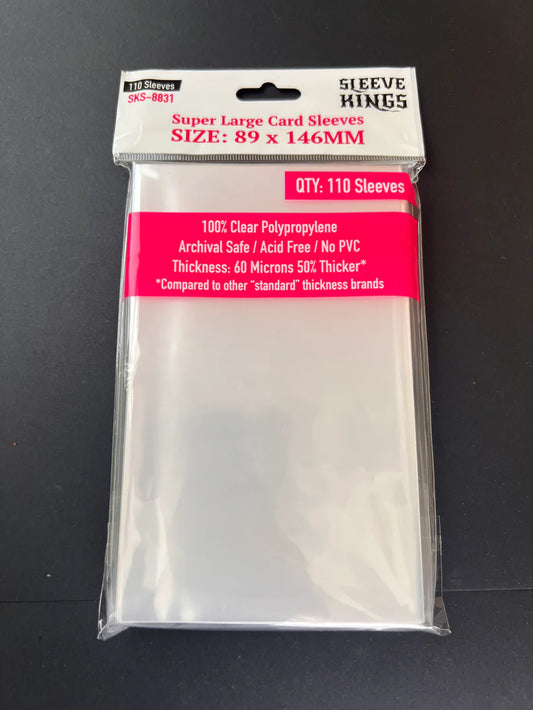 110 Sleeves
SKS-8831
SLEEVE
KINGS
Super Large Card Sleeves
SIZE: 89 x 146MM
QTY: 110 Sleeves
100% Clear Polypropylene
Archival Safe / Acid Free / No PVC
Thickness: 60 Microns 50% Thicker*
*Compared to other "standard" thickness brands